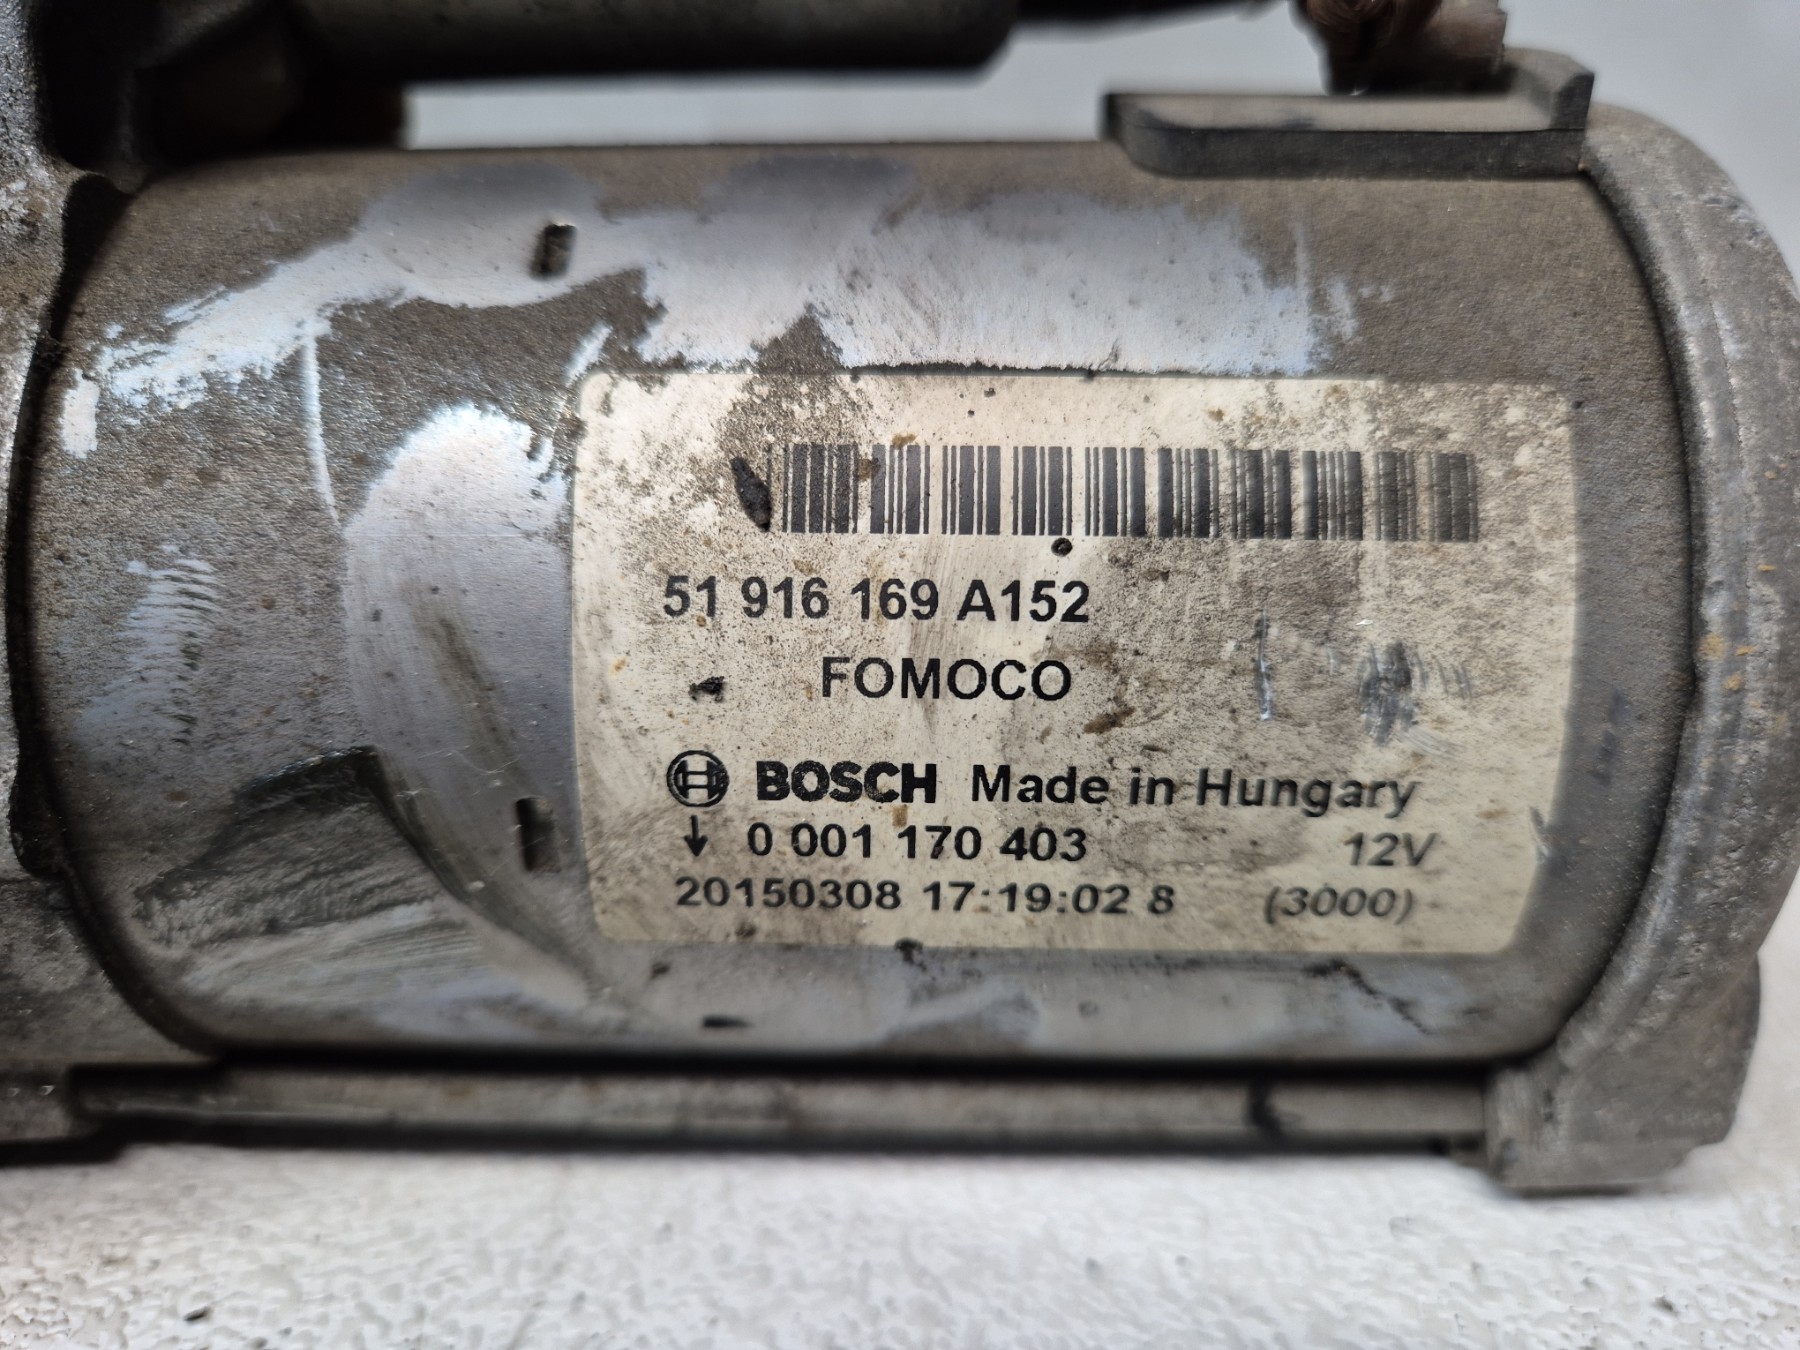 51 916 169 A152
FOMOCO
BOSCH Made in Hungary
↓ 0 001 170 403 12V
20150308 17:19:02 8 (3000)